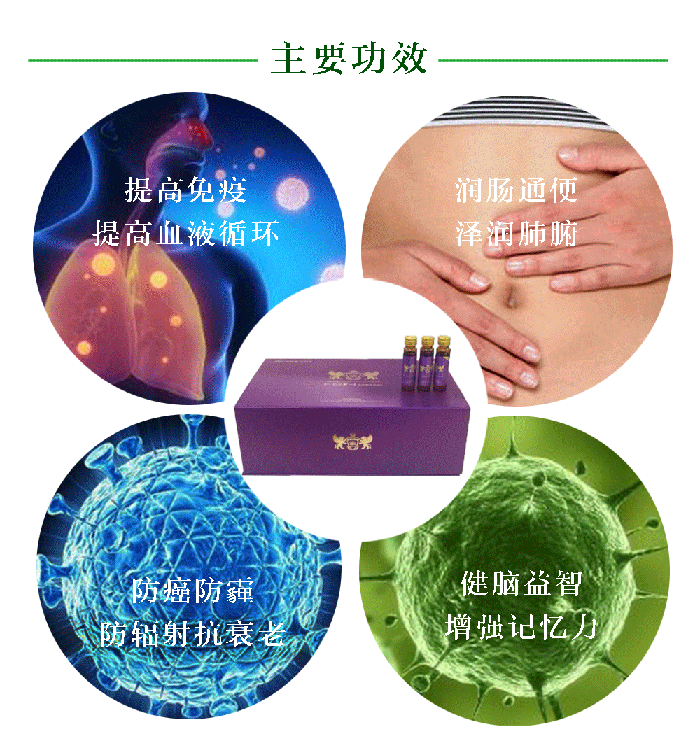 主要功效
提高免疫
提高血液循环
润肠通便
泽润肺腑
防癌防霾
防辐射抗衰老
健脑益智
增强记忆力